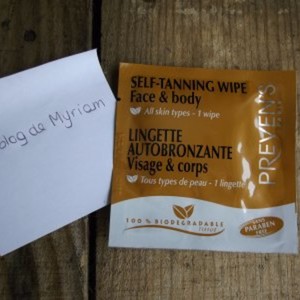 blog de Myriam
SELF-TANNING WIPE
Face & body
All skin types - 1 wipe
LINGETTE
AUTOBRONZANTE
Visage & corps
Tous types de peau - 1 lingette
PREVEN'S
100% BIODEGRADABLE
SANS
PARABEN
FREE